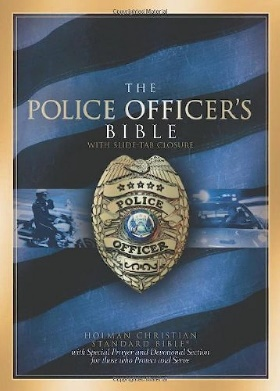 THE
POLICE OFFICER'S
BIBLE
WITH SLIDE TAB CLOSURE
POLICE
OFFICER
HOLMAN CHRISTIAN
STANDARD BIBLE®
with Special Prayer and Devotional Section
for those who Protect and Serve